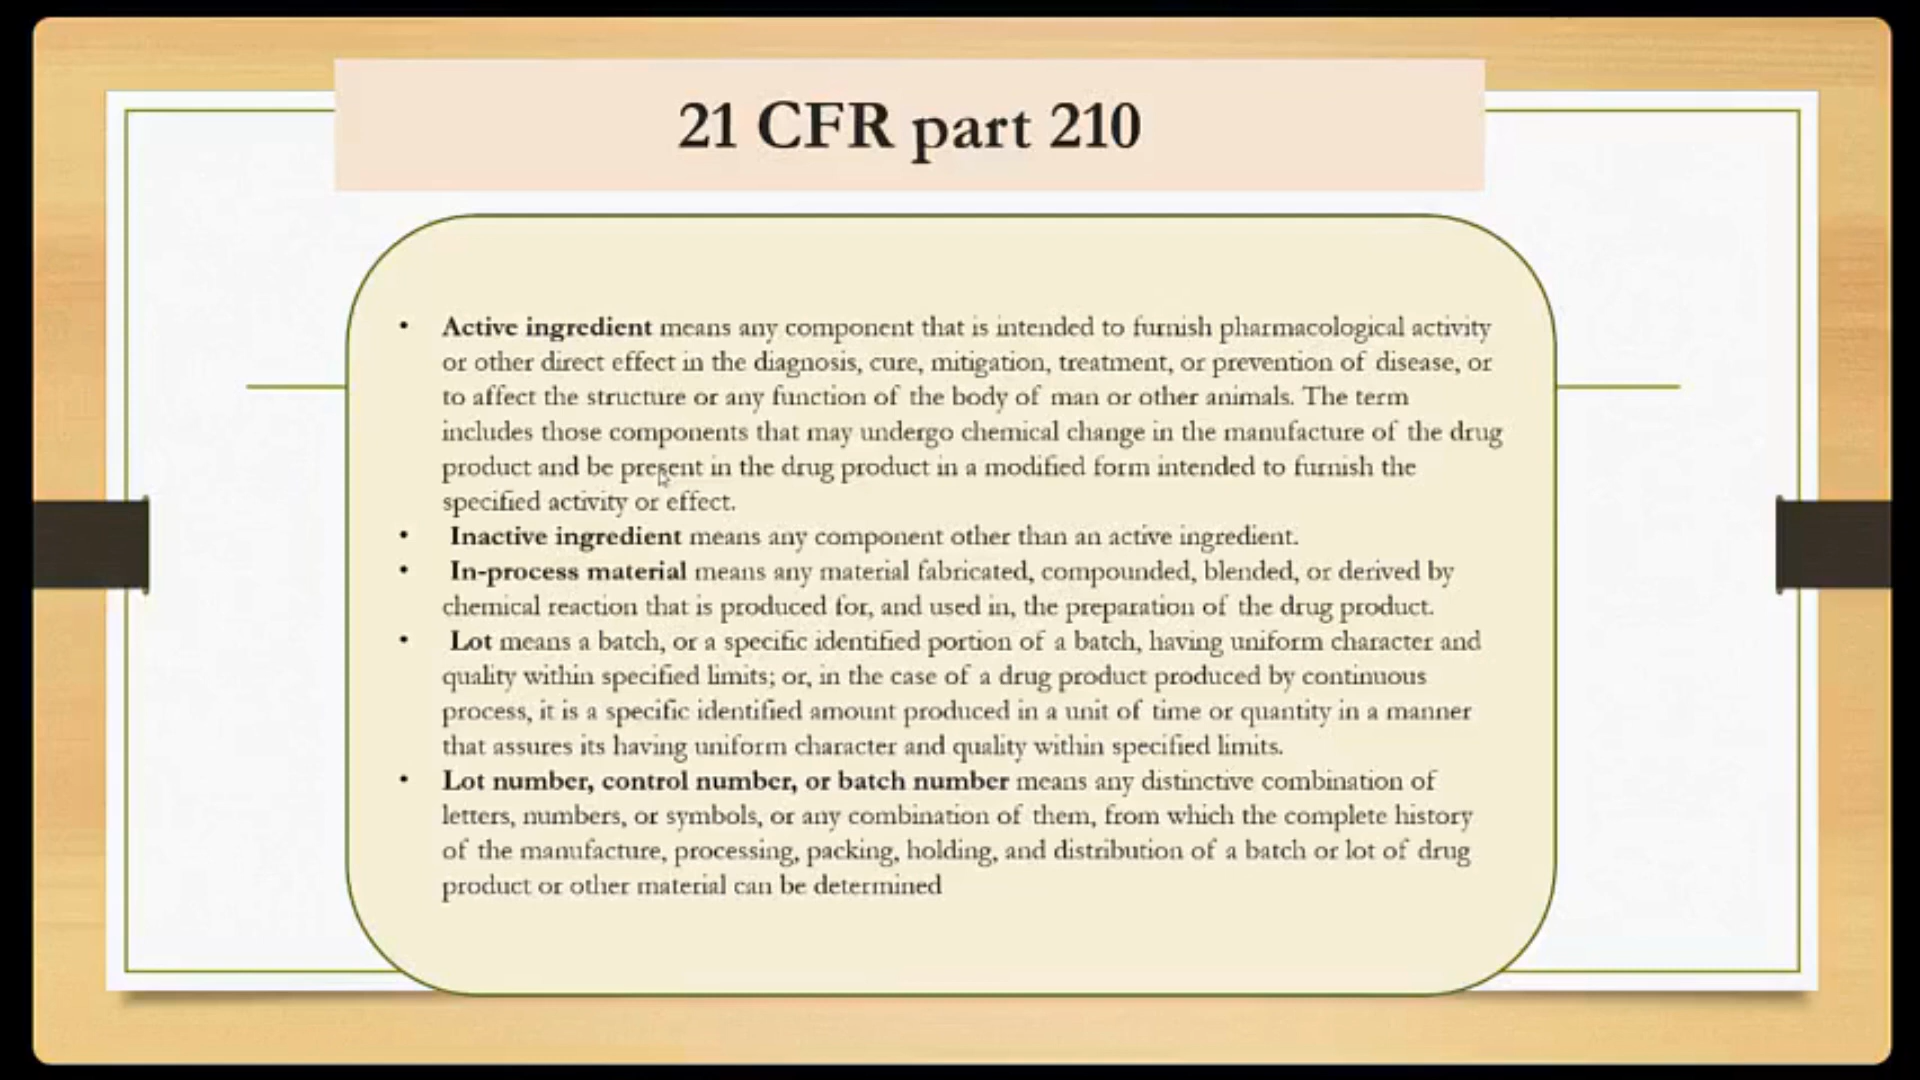 21 CFR part 210
• Active ingredient means any component that is intended to furnish pharmacological activity
or other direct effect in the diagnosis, cure, mitigation, treatment, or prevention of disease, or
to affect the structure or any function of the body of man or other animals. The term
includes those components that may undergo chemical change in the manufacture of the drug
product and be present in the drug product in a modified form intended to furnish the
specified activity or effect.
• Inactive ingredient means any component other than an active ingredient.
• In-process material means any material fabricated, compounded, blended, or derived by
chemical reaction that is produced for, and used in, the preparation of the drug product.
• Lot means a batch, or a specific identified portion of a batch, having uniform character and
quality within specified limits; or, in the case of a drug product produced by continuous
process, it is a specific identified amount produced in a unit of time or quantity in a manner
that assures its having uniform character and quality within specified limits.
• Lot number, control number, or batch number means any distinctive combination of
letters, numbers, or symbols, or any combination of them, from which the complete history
of the manufacture, processing, packing, holding, and distribution of a batch or lot of drug
product or other material can be determined